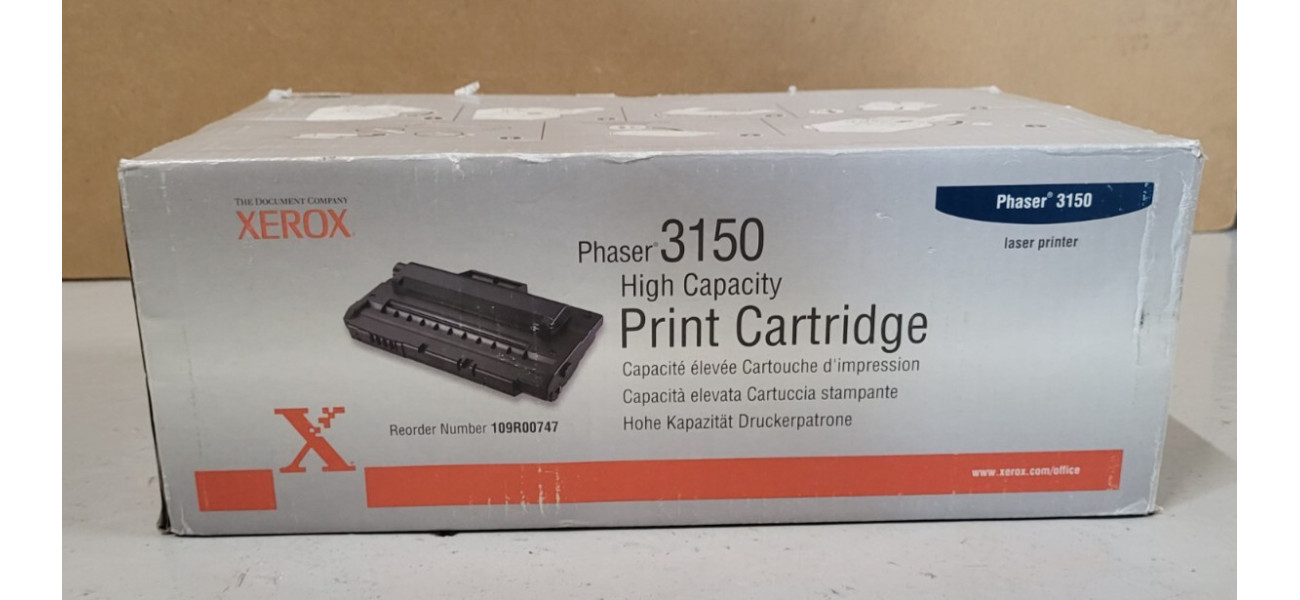 THE DOCUMENT COMPANY
XEROX
Phaser® 3150
laser printer
Phaser® 3150
High Capacity
Print Cartridge
Capacité élevée Cartouche d'impression
Capacità elevata Cartuccia stampante
Hohe Kapazität Druckerpatrone
Reorder Number 109R00747
X
www.xerox.com/office